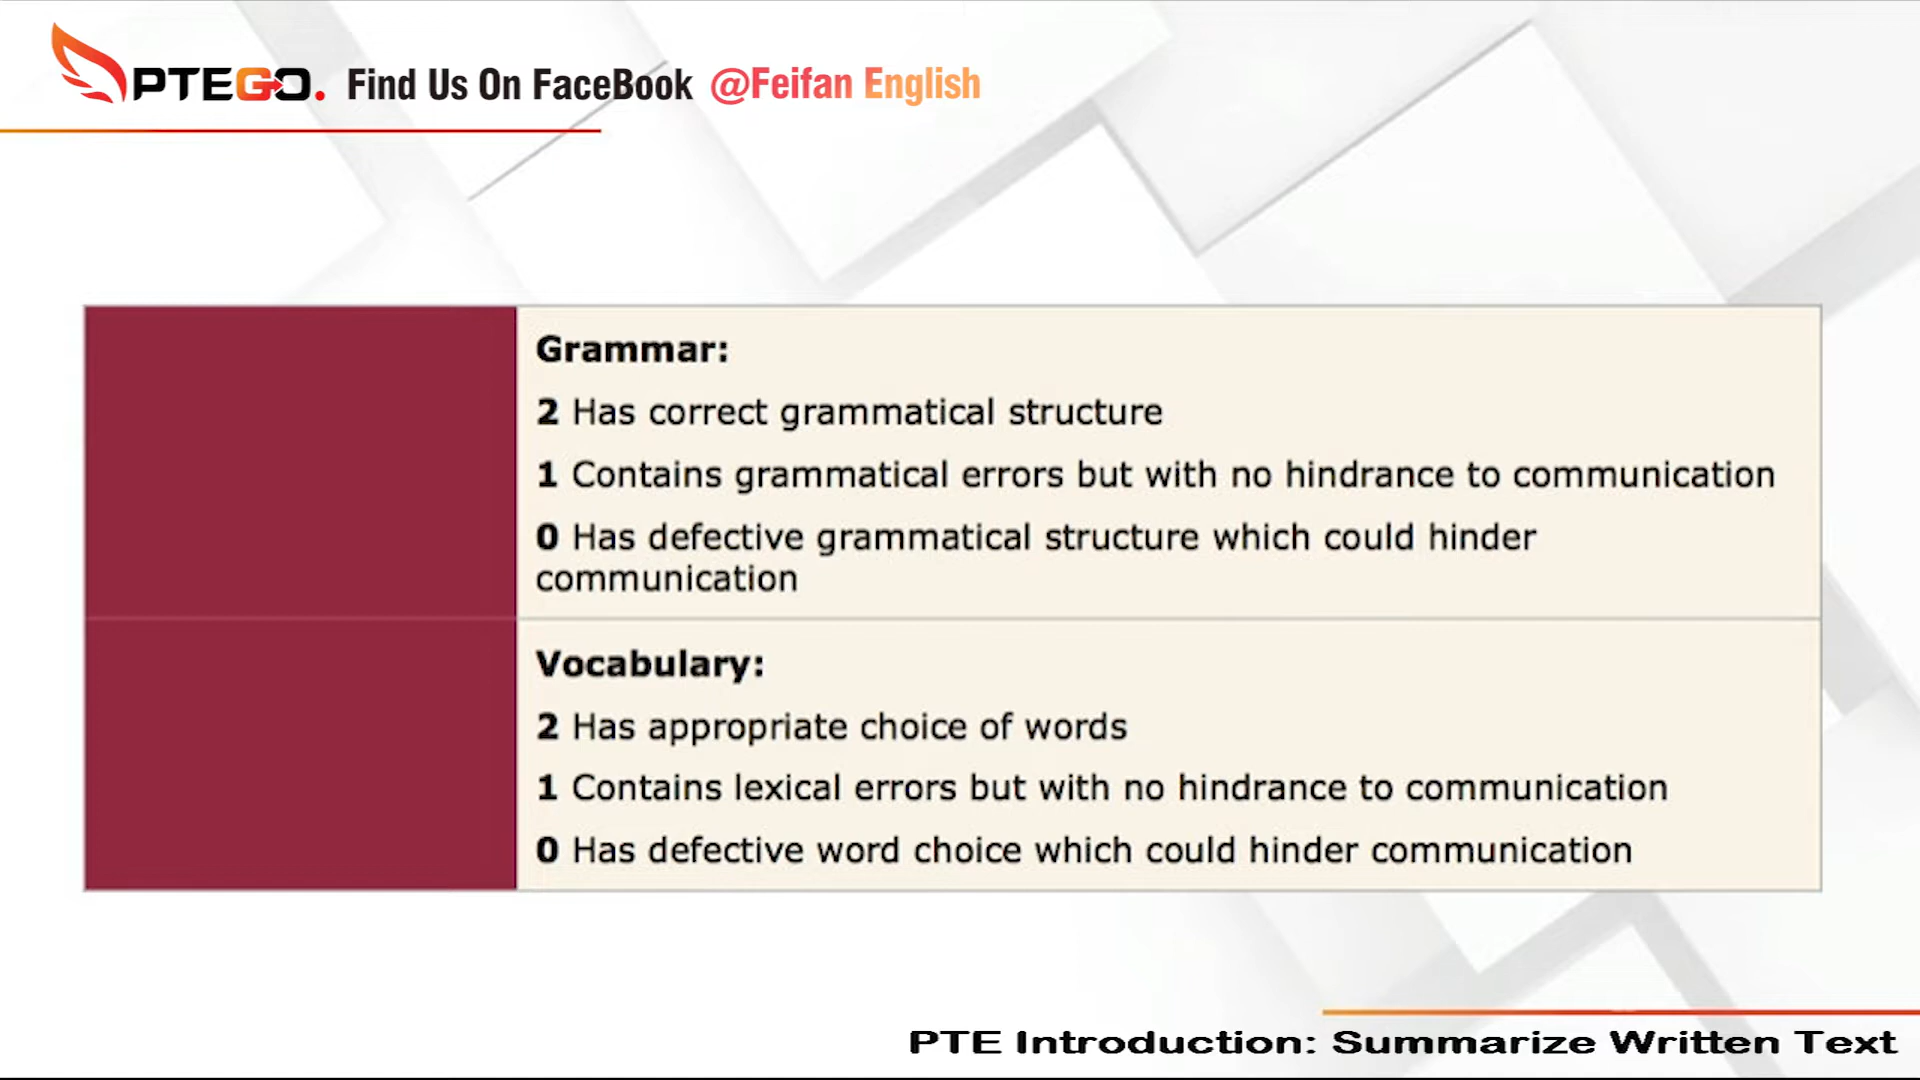 PTEGO. Find Us On FaceBook @Feifan English
Grammar:
2 Has correct grammatical structure
1 Contains grammatical errors but with no hindrance to communication
0 Has defective grammatical structure which could hinder
communication
Vocabulary:
2 Has appropriate choice of words
1 Contains lexical errors but with no hindrance to communication
0 Has defective word choice which could hinder communication
PTE Introduction: Summarize Written Text